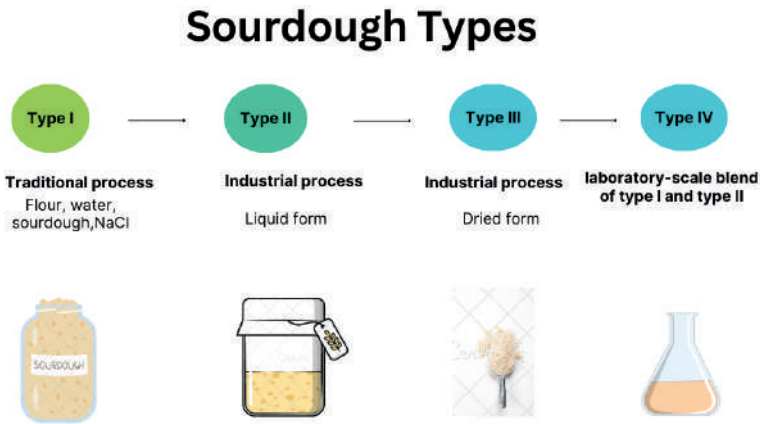 Sourdough Types
Type I
Type II
Type III
Type IV
Traditional process
Flour, water,
sourdough,NaCl
Industrial process
Liquid form
Industrial process
Dried form
laboratory-scale blend
of type I and type II
SOURDOUGH